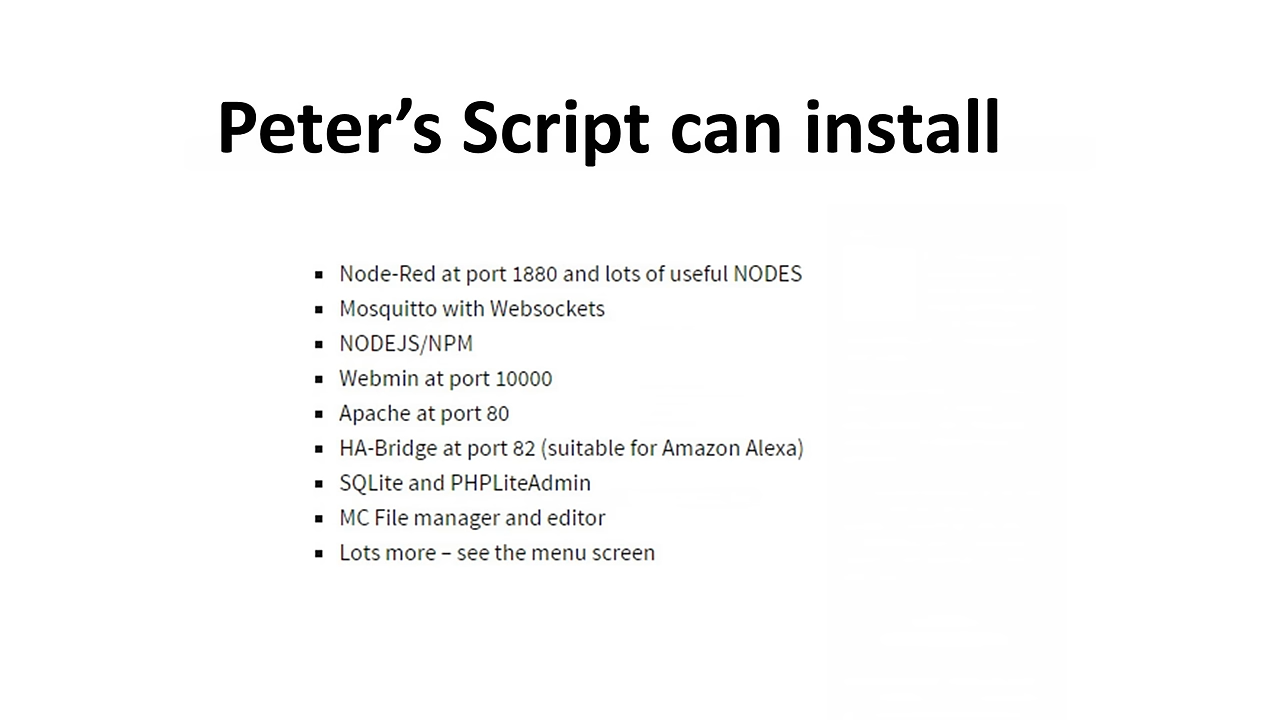 Peter’s Script can install
▪ Node-Red at port 1880 and lots of useful NODES
▪ Mosquitto with Websockets
▪ NODEJS/NPM
▪ Webmin at port 10000
▪ Apache at port 80
▪ HA-Bridge at port 82 (suitable for Amazon Alexa)
▪ SQLite and PHPLiteAdmin
▪ MC File manager and editor
▪ Lots more – see the menu screen